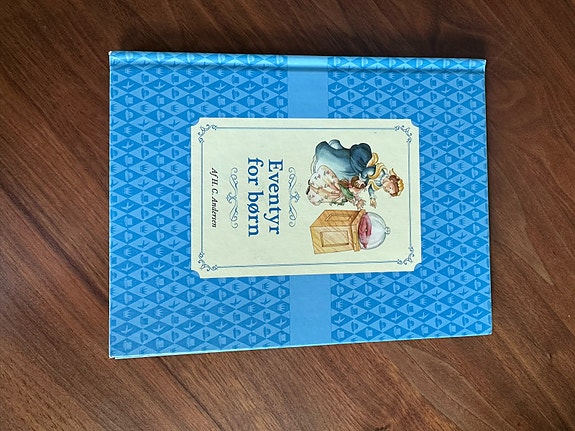 Eventyr
for børn
Af H. C. Andersen